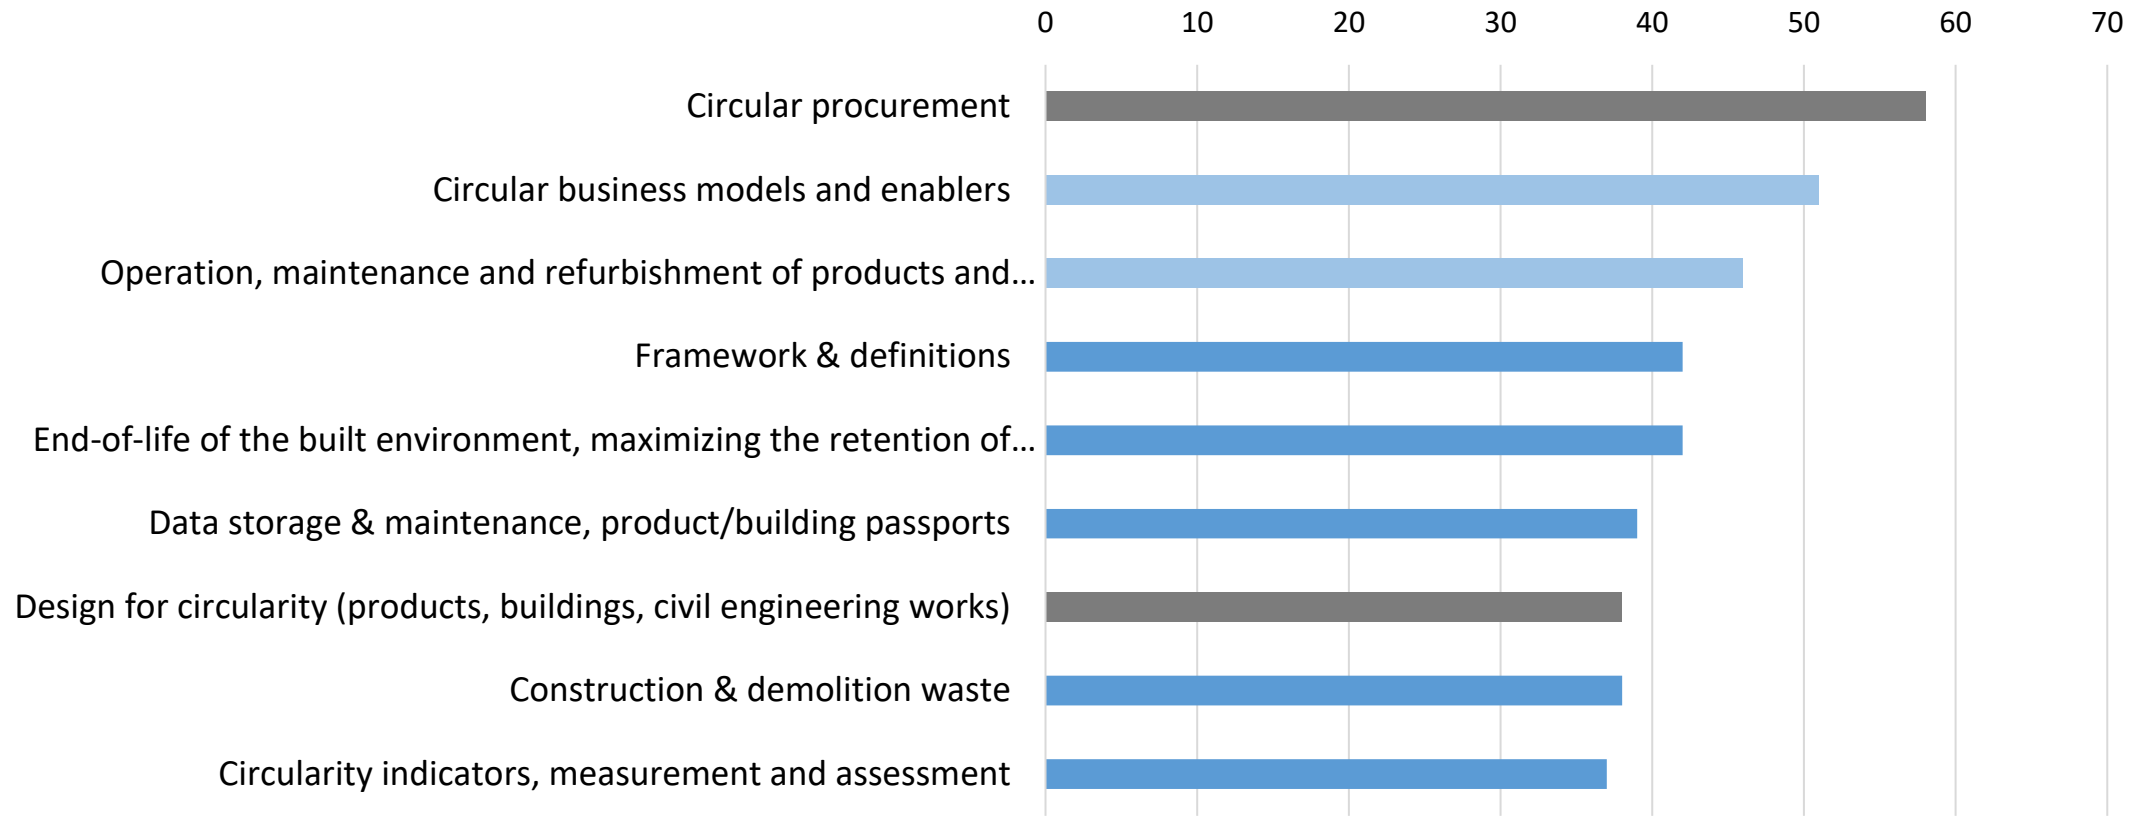 0 10 20 30 40 50 60 70
Circular procurement
Circular business models and enablers
Operation, maintenance and refurbishment of products and...
Framework & definitions
End-of-life of the built environment, maximizing the retention of...
Data storage & maintenance, product/building passports
Design for circularity (products, buildings, civil engineering works)
Construction & demolition waste
Circularity indicators, measurement and assessment